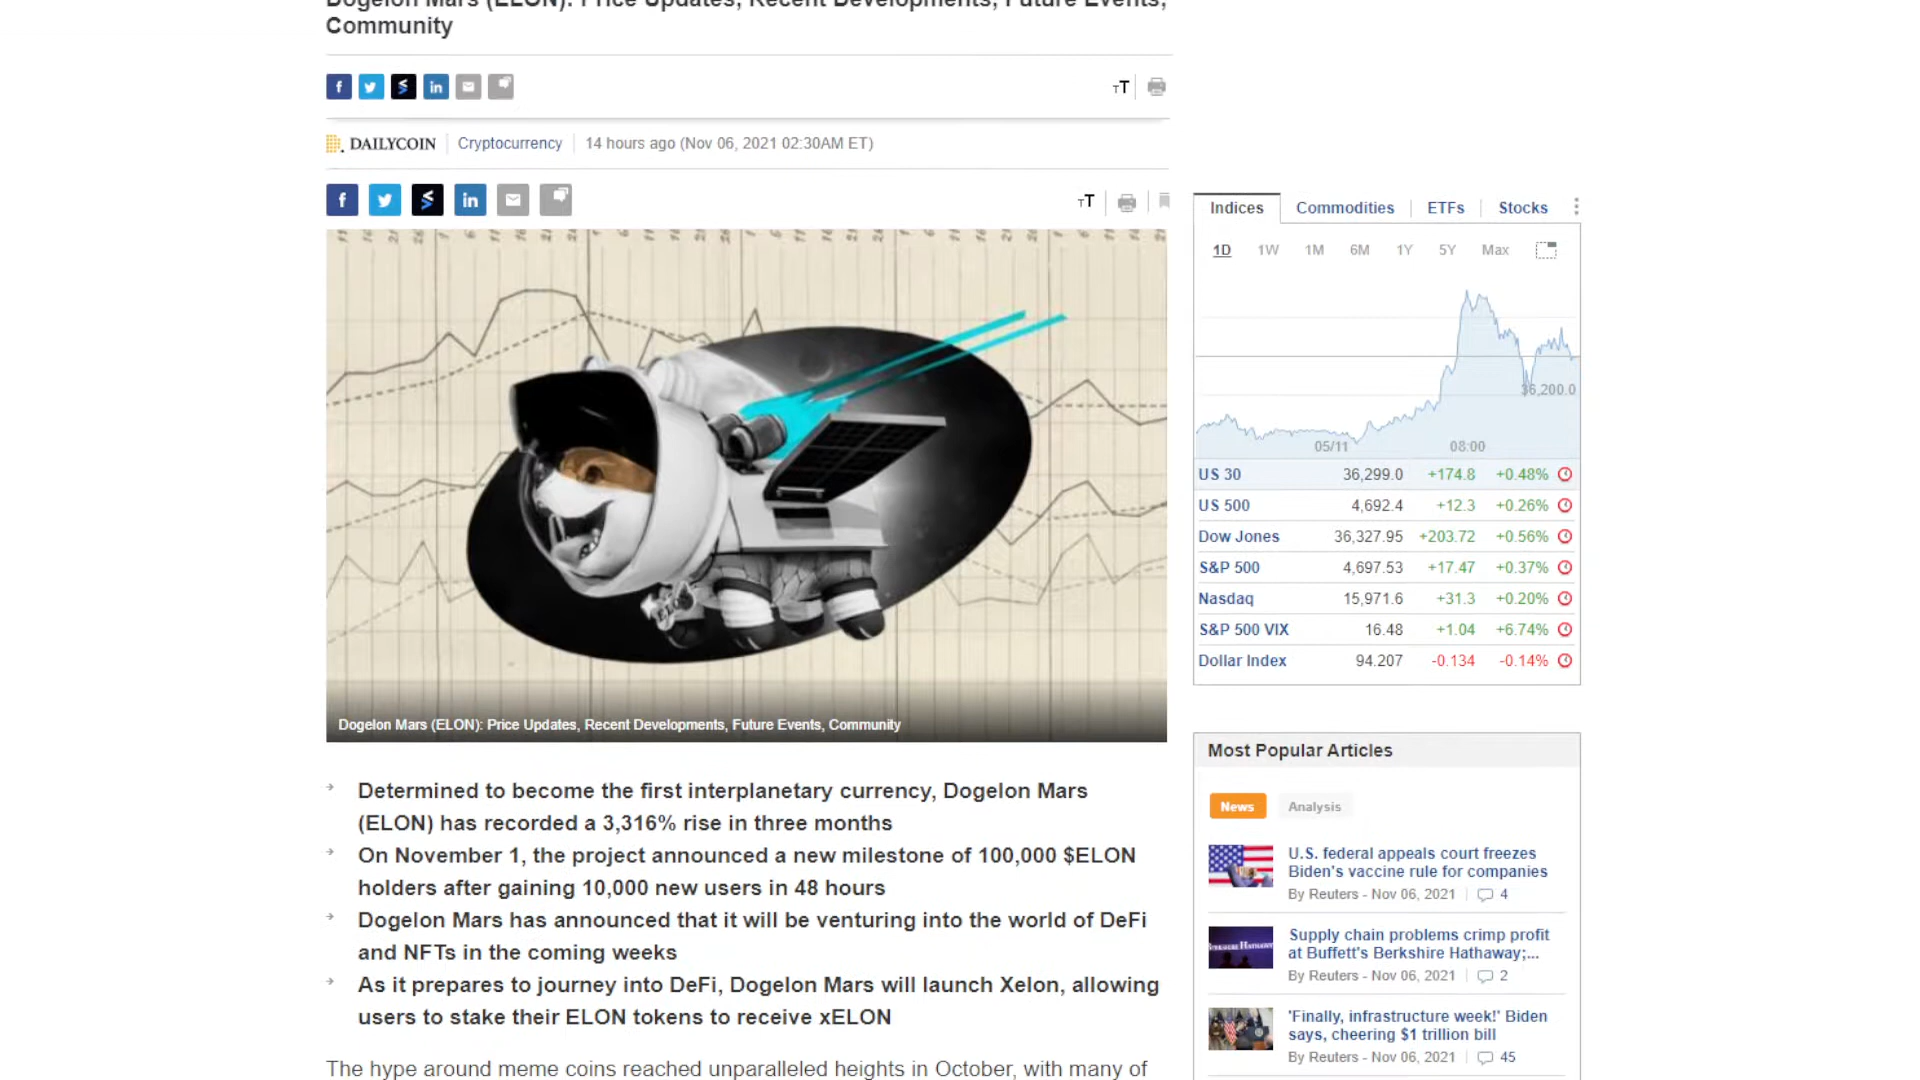 Dogelon Mars (ELON): Price Updates, Recent Developments, Future Events,
Community
DAILYCOIN
Cryptocurrency
14 hours ago (Nov 06, 2021 02:30AM ET)
Dogelon Mars (ELON): Price Updates, Recent Developments, Future Events, Community
Determined to become the first interplanetary currency, Dogelon Mars
(ELON) has recorded a 3,316% rise in three months
On November 1, the project announced a new milestone of 100,000 $ELON
holders after gaining 10,000 new users in 48 hours
Dogelon Mars has announced that it will be venturing into the world of DeFi
and NFTs in the coming weeks
As it prepares to journey into DeFi, Dogelon Mars will launch Xelon, allowing
users to stake their ELON tokens to receive xELON
The hype around meme coins reached unparalleled heights in October, with many of
Indices Commodities ETFs Stocks
1D 1W 1M 6M 1Y 5Y Max
36,200.0
05/11 08:00
US 30 36,299.0 +174.8 +0.48%
US 500 4,692.4 +12.3 +0.26%
Dow Jones 36,327.95 +203.72 +0.56%
S&P 500 4,697.53 +17.47 +0.37%
Nasdaq 15,971.6 +31.3 +0.20%
S&P 500 VIX 16.48 +1.04 +6.74%
Dollar Index 94.207 -0.134 -0.14%
Most Popular Articles
News Analysis
U.S. federal appeals court freezes
Biden's vaccine rule for companies
By Reuters - Nov 06, 2021 4
Supply chain problems crimp profit
at Buffett's Berkshire Hathaway;...
By Reuters - Nov 06, 2021 2
'Finally, infrastructure week!' Biden
says, cheering $1 trillion bill
By Reuters - Nov 06, 2021 45